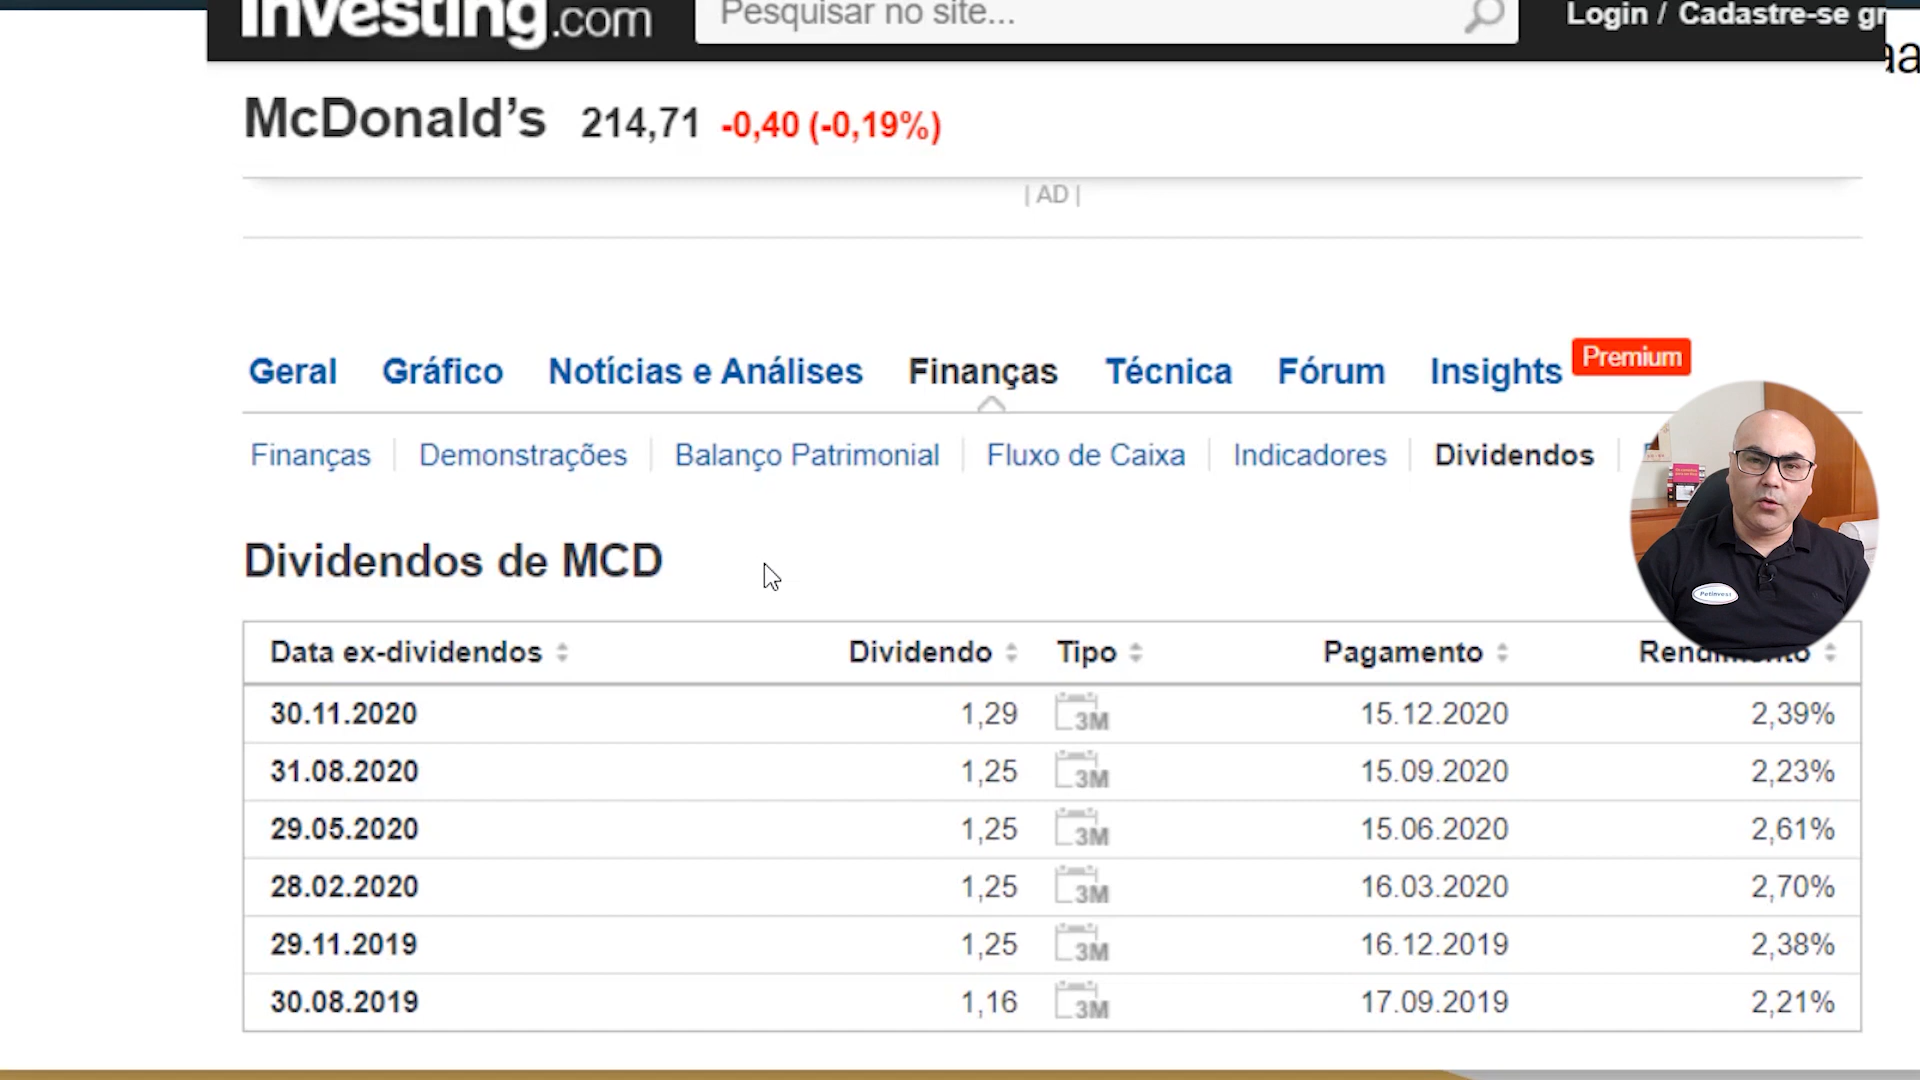 Investing.com
Pesquisar no site...
Login / Cadastre-se
McDonald's 214,71 -0,40 (-0,19%)
| AD |
Geral Gráfico Notícias e Análises Finanças Técnica Fórum Insights Premium
Finanças Demonstrações Balanço Patrimonial Fluxo de Caixa Indicadores Dividendos
Dividendos de MCD
Petinvest
Data ex-dividendos Dividendo Tipo Pagamento
30.11.2020 1,29 3M 15.12.2020 2,39%
31.08.2020 1,25 3M 15.09.2020 2,23%
29.05.2020 1,25 3M 15.06.2020 2,61%
28.02.2020 1,25 3M 16.03.2020 2,70%
29.11.2019 1,25 3M 16.12.2019 2,38%
30.08.2019 1,16 3M 17.09.2019 2,21%